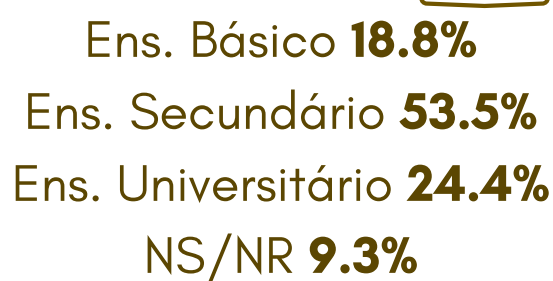 Ens. Básico 18.8%
Ens. Secundário 53.5%
Ens. Universitário 24.4%
NS/NR 9.3%